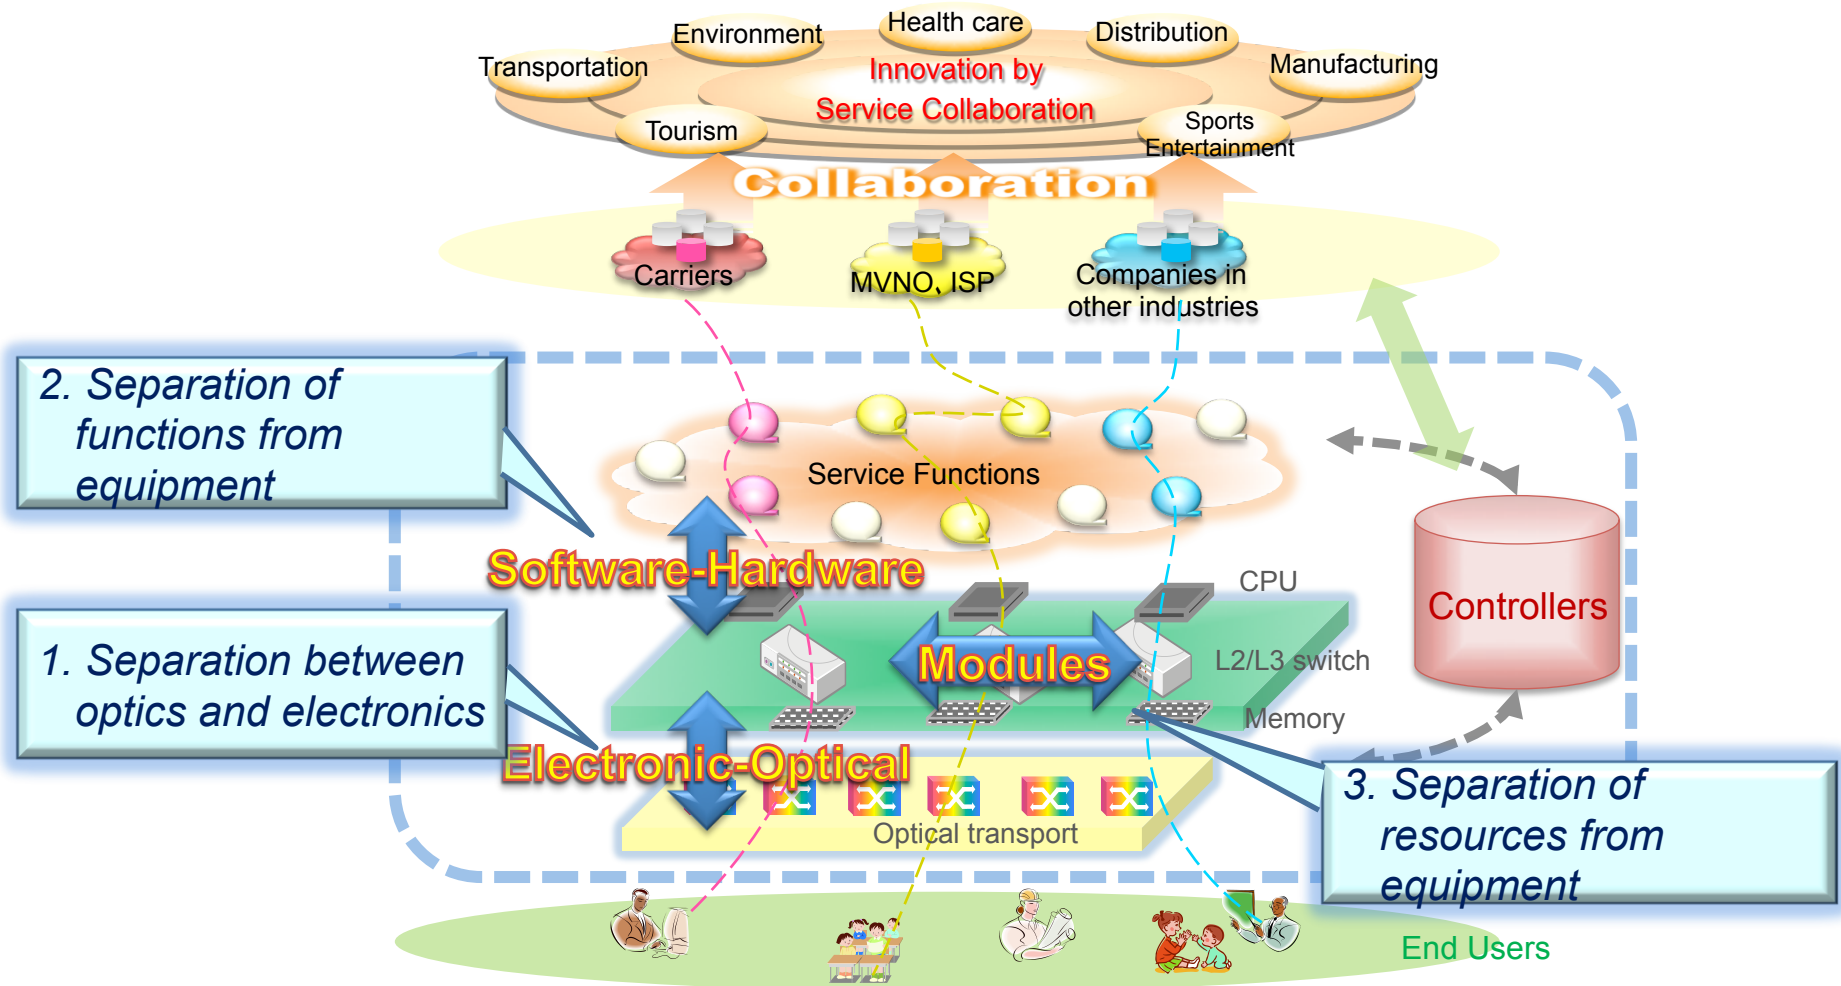 Health care
Environment
Distribution
Transportation
Manufacturing
Innovation by
Service Collaboration
Tourism
Sports
Entertainment
Collaboration
Carriers
MVNO、ISP
Companies in
other industries
2. Separation of
functions from
equipment
Service Functions
Software-Hardware
CPU
Controllers
1. Separation between
optics and electronics
Modules
L2/L3 switch
Memory
Electronic-Optical
Optical transport
3. Separation of
resources from
equipment
End Users